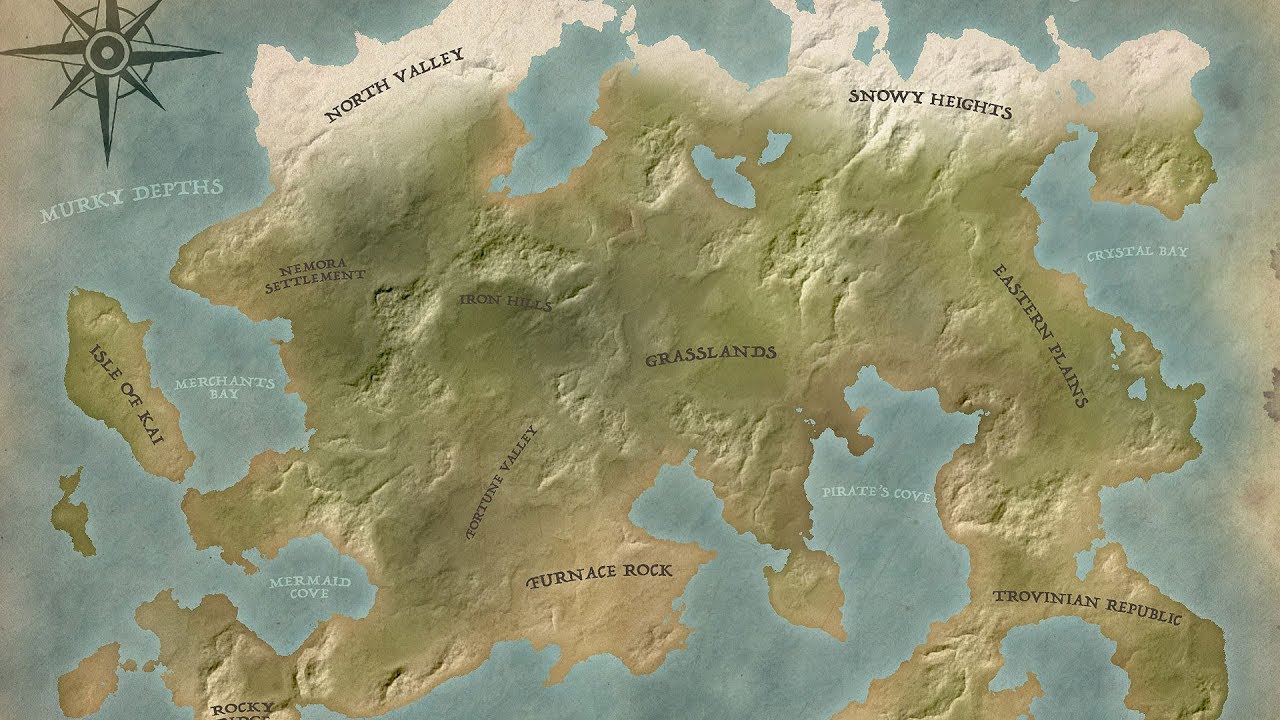 NORTH VALLEY
SNOWY HEIGHTS
MURKY DEPTHS
CRYSTAL BAY
NEMORA
SETTLEMENT
IRON HILLS
EASTERN PLAINS
GRASSLANDS
ISLE OF KAI
MERCHANTS
BAY
FORTUNE VALLEY
PIRATE'S COVE
MERMAID
COVE
FURNACE ROCK
TROVINIAN REPUBLIC
ROCKY